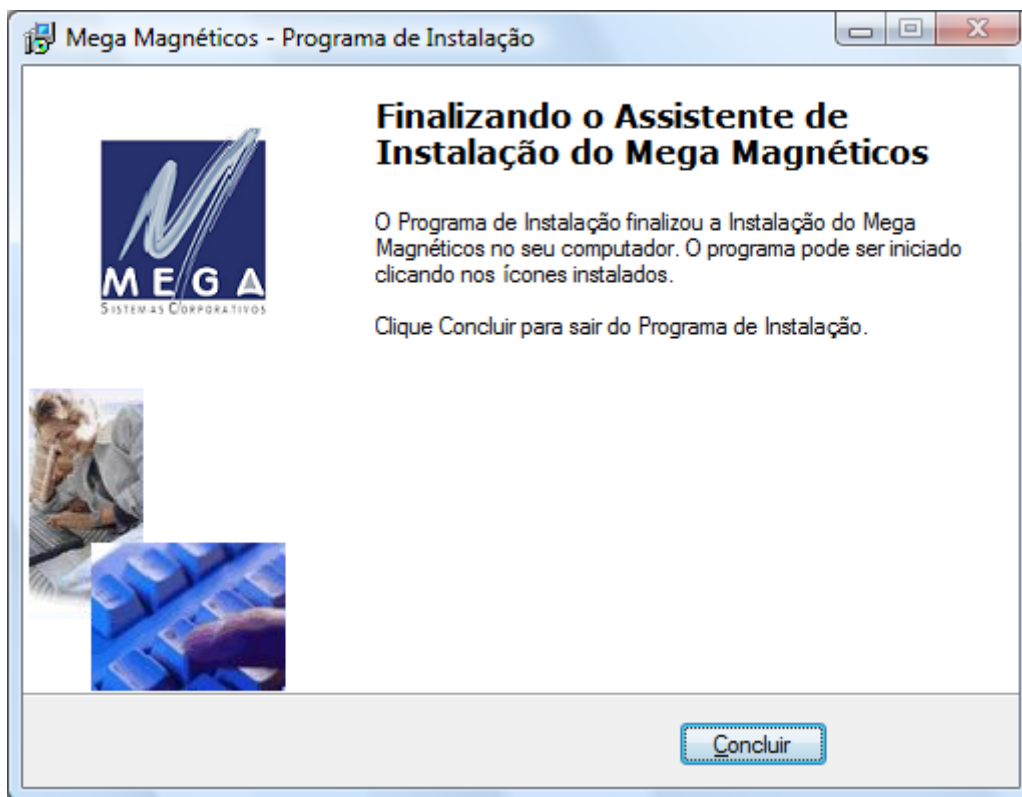 Mega Magnéticos - Programa de Instalação
Finalizando o Assistente de
Instalação do Mega Magnéticos
O Programa de Instalação finalizou a Instalação do Mega
Magnéticos no seu computador. O programa pode ser iniciado
clicando nos ícones instalados.
Clique Concluir para sair do Programa de Instalação.
MEGA
SISTEMAS CORPORATIVOS
Concluir